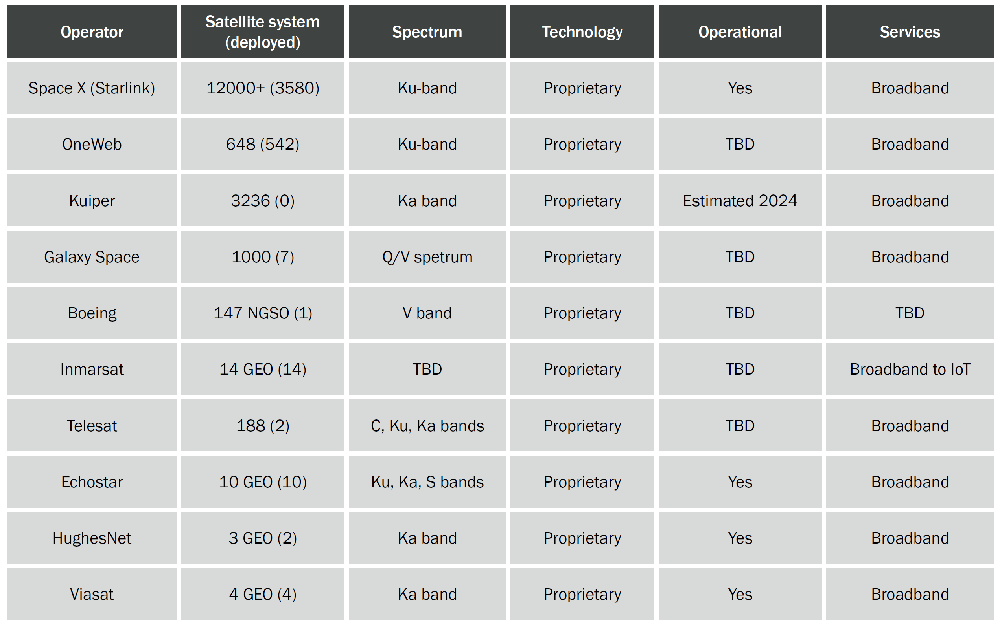 Operator
Satellite system
(deployed)
Spectrum
Technology
Operational
Services
Space X (Starlink)
12000+ (3580)
Ku-band
Proprietary
Yes
Broadband
OneWeb
648 (542)
Ku-band
Proprietary
TBD
Broadband
Kuiper
3236 (0)
Ka band
Proprietary
Estimated 2024
Broadband
Galaxy Space
1000 (7)
Q/V spetrum
Proprietary
TBD
Broadband
Boeing
147 NGSO (1)
V band
Proprietary
TBD
TBD
Inmarsat
14 GEO (14)
TBD
Proprietary
TBD
Broadband to IoT
Telesat
188 (2)
C, Ku, Ka bands
Proprietary
TBD
Broadband
Echostar
10 GEO (10)
Ku, Ka, S bands
Proprietary
Yes
Broadband
HughesNet
3 GEO (2)
Ka band
Proprietary
Yes
Broadband
Viasat
4 GEO (4)
Ka band
Proprietary
Yes
Broadband